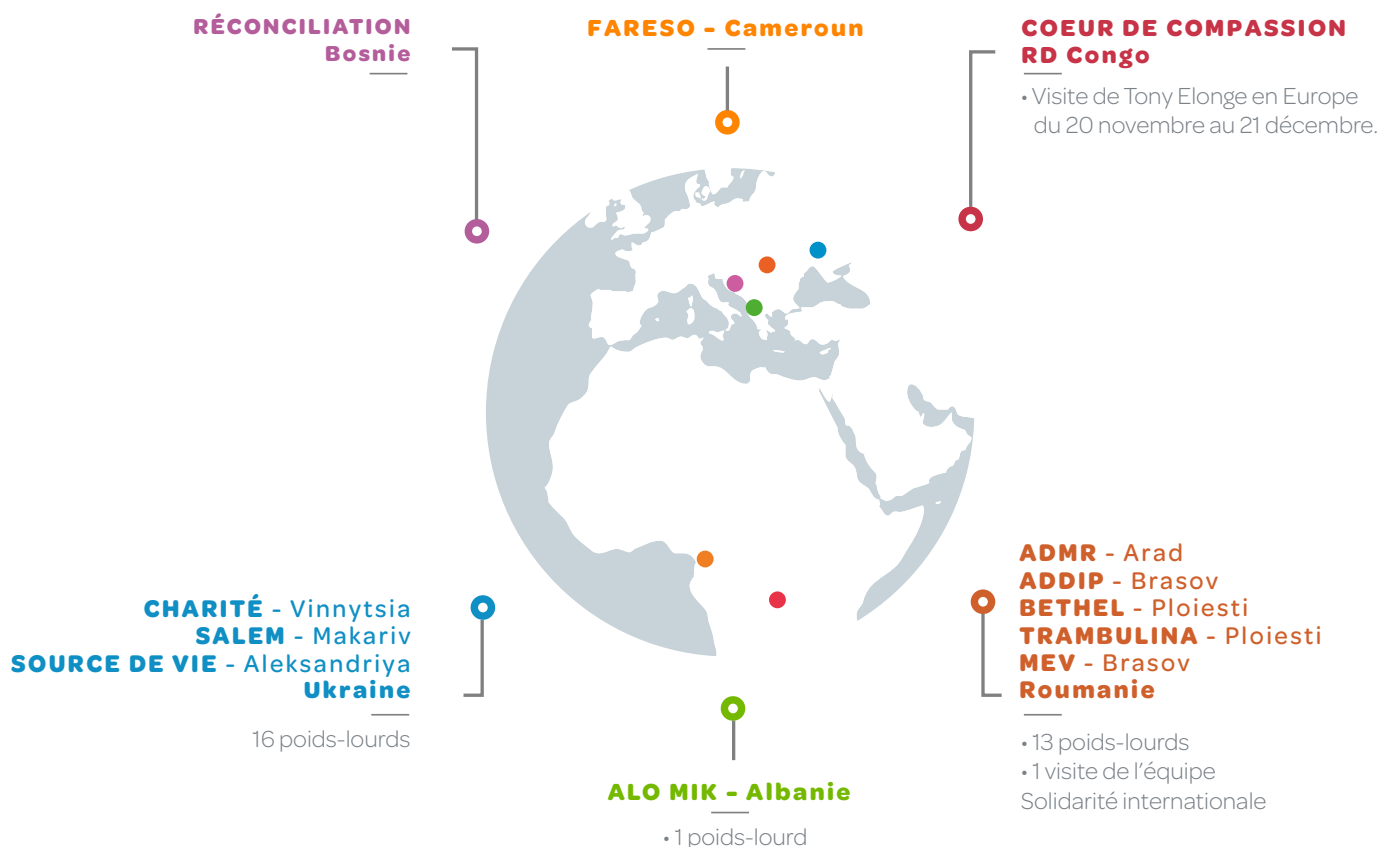 RÉCONCILIATION
Bosnie
FARESO – Cameroun
COEUR DE COMPASSION
RD Congo
• Visite de Tony Elonge en Europe
du 20 novembre au 21 décembre.
CHARITÉ - Vinnytsia
SALEM - Makariv
SOURCE DE VIE - Aleksandriya
Ukraine
16 poids-lourds
ALO MIK – Albanie
• 1 poids-lourd
ADMR - Arad
ADDIP - Brasov
BETHEL - Ploiesti
TRAMBULINA - Ploiesti
MEV - Brasov
Roumanie
• 13 poids-lourds
• 1 visite de l’équipe
Solidarité internationale